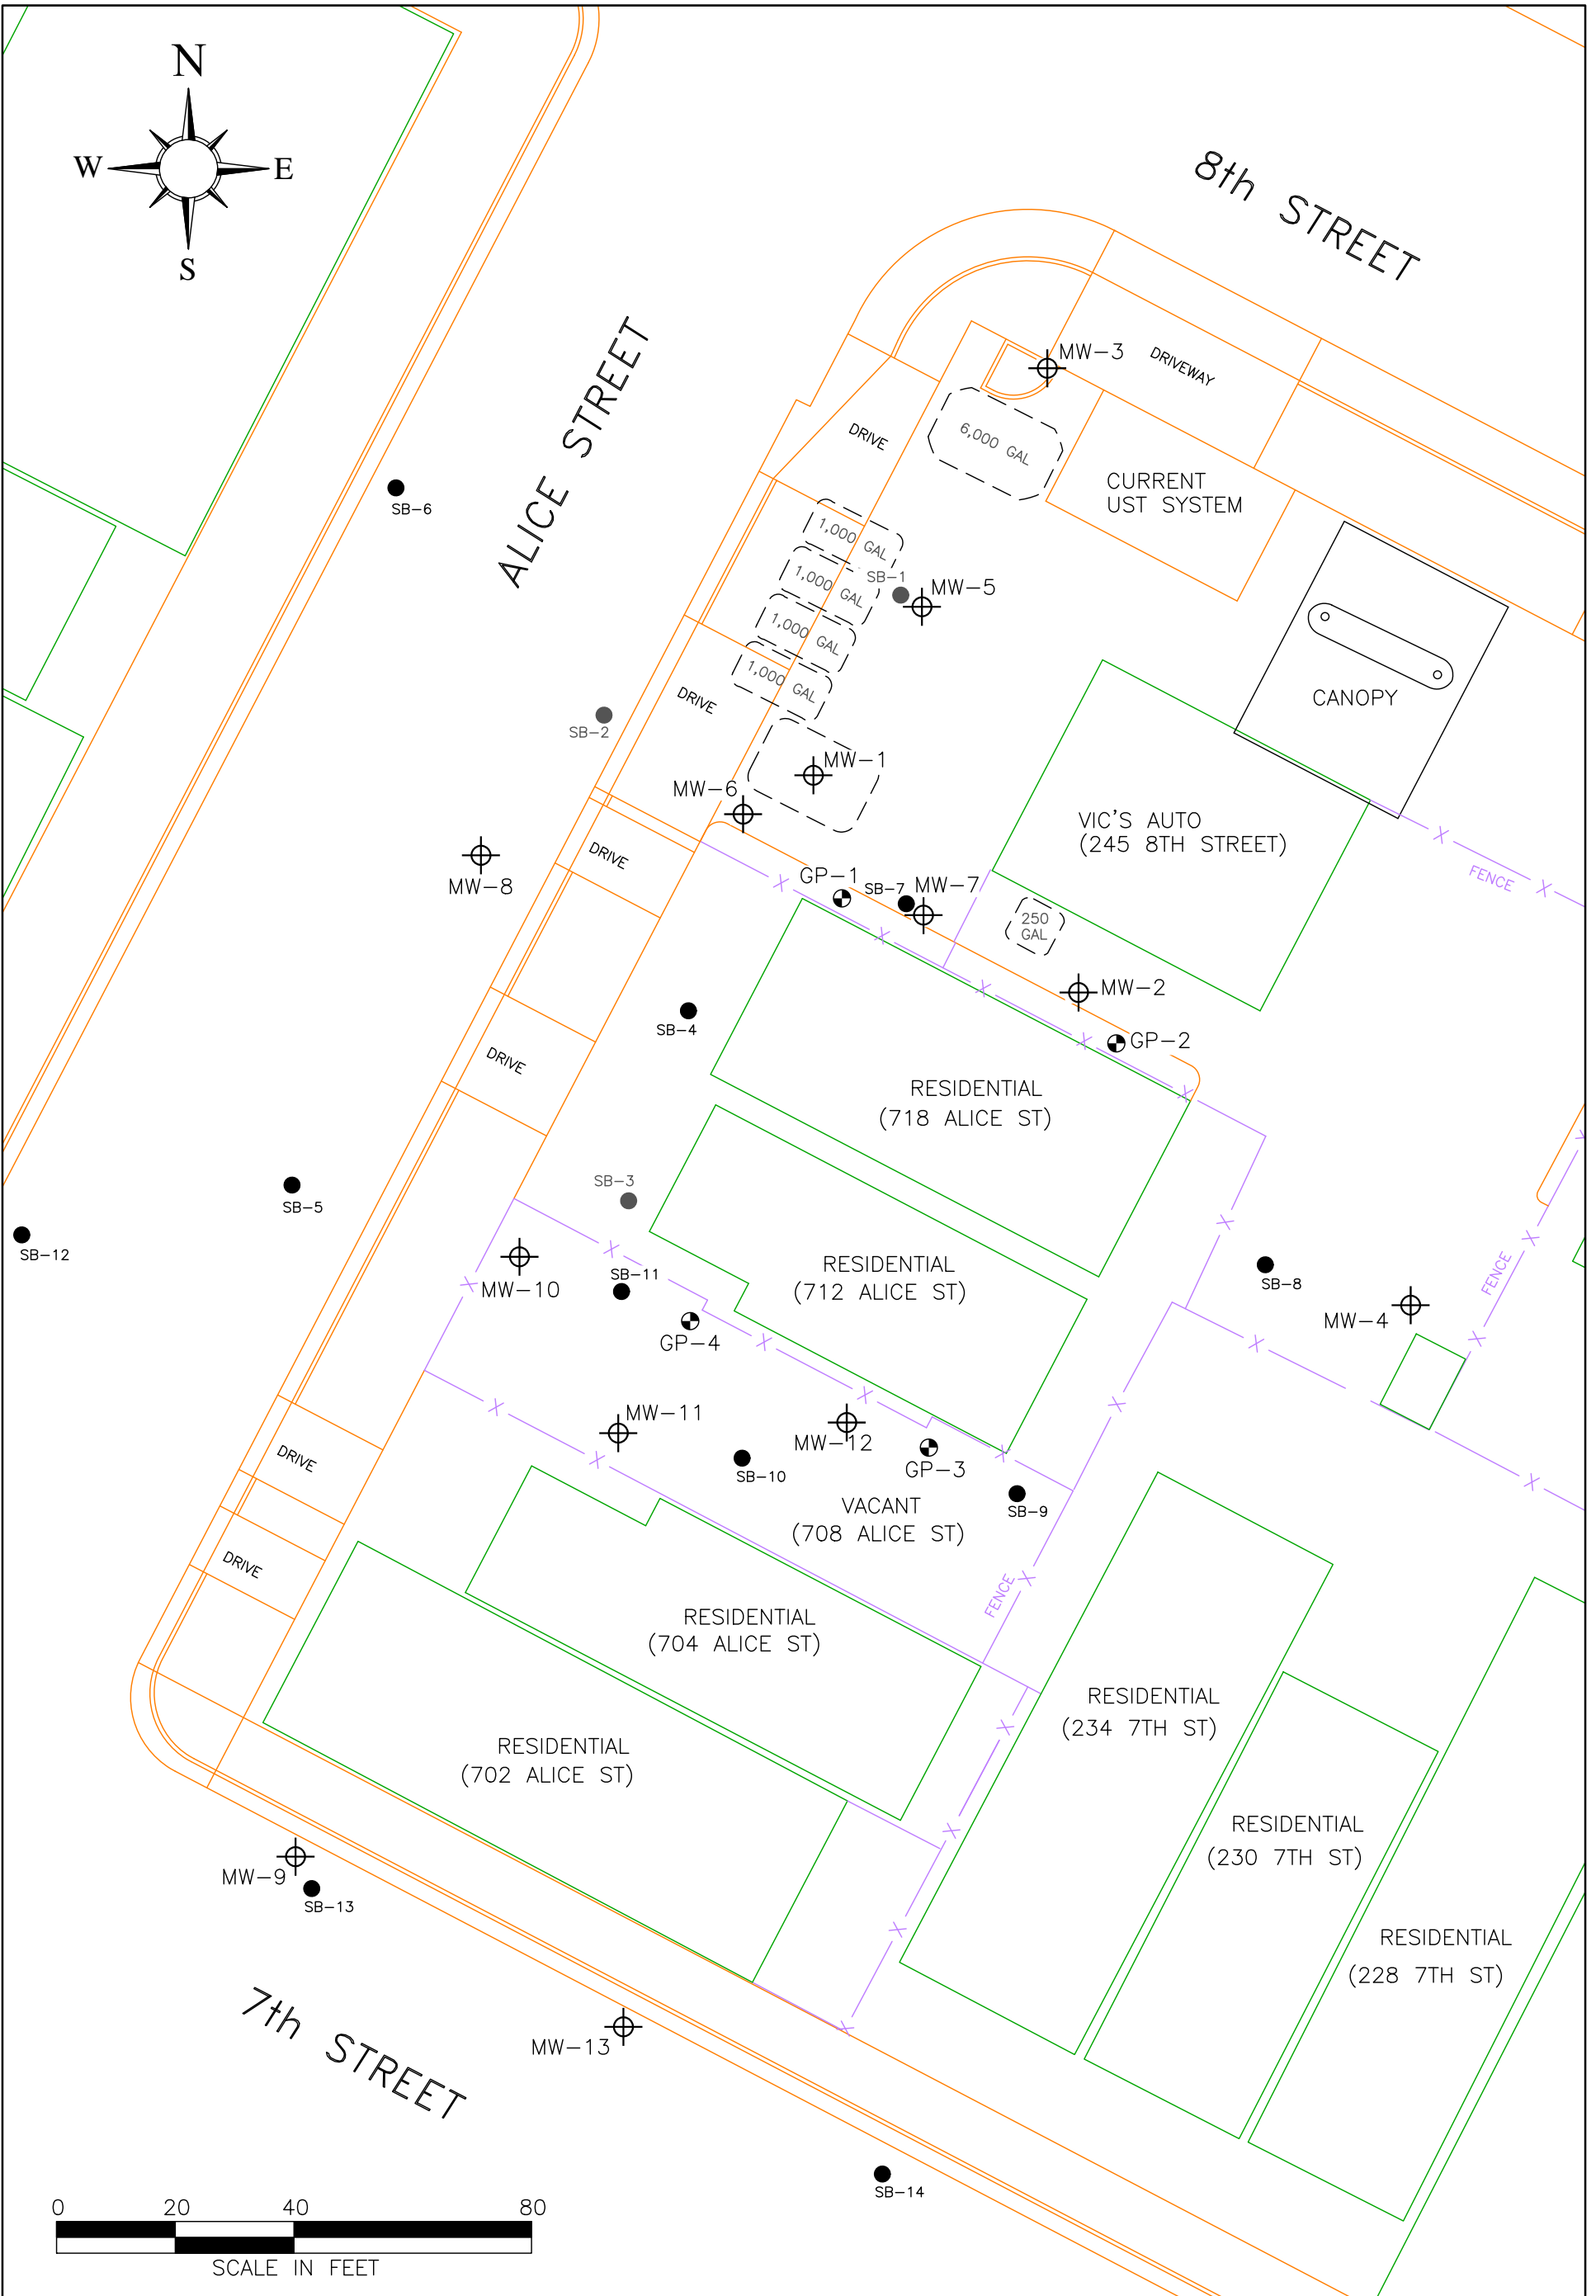 N
W
E
S
8th STREET
ALICE STREET
MW-3
DRIVEWAY
DRIVE
6,000 GAL
CURRENT
UST SYSTEM
SB-6
1,000 GAL
1,000 GAL
SB-1
MW-5
1,000 GAL
1,000 GAL
DRIVE
CANOPY
SB-2
MW-1
MW-6
VIC'S AUTO
(245 8TH STREET)
DRIVE
MW-8
GP-1
SB-7
MW-7
FENCE
250
GAL
MW-2
SB-4
GP-2
DRIVE
RESIDENTIAL
(718 ALICE ST)
SB-3
SB-5
SB-12
RESIDENTIAL
(712 ALICE ST)
SB-11
MW-10
GP-4
SB-8
FENCE
MW-4
MW-11
MW-12
DRIVE
SB-10
GP-3
SB-9
VACANT
(708 ALICE ST)
DRIVE
FENCE
RESIDENTIAL
(704 ALICE ST)
RESIDENTIAL
(234 7TH ST)
RESIDENTIAL
(702 ALICE ST)
RESIDENTIAL
(230 7TH ST)
MW-9
SB-13
RESIDENTIAL
(228 7TH ST)
7th STREET
MW-13
SB-14
0 20 40 80
SCALE IN FEET